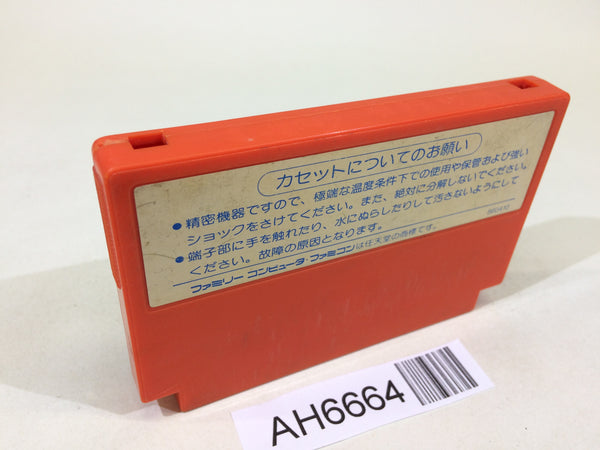 カセットについてのお願い
●精密機器ですので、極端な温度条件下での使用や保管および強い
ショックをさけてください。また、絶対に分解しないでください。
●端子部に手を触れたり、水にぬらしたりして汚さないようにして
ください。故障の原因となります。
ファミリーコンピュータ・ファミコンは任天堂の商標です。
AH6664